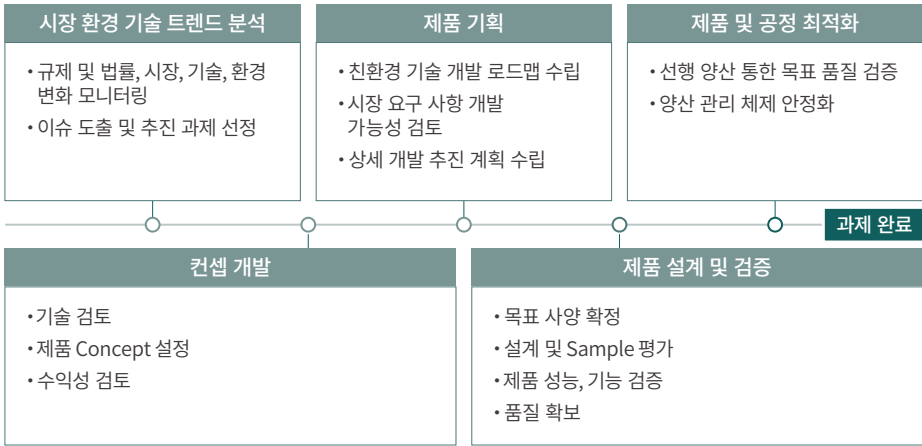 시장 환경 기술 트렌드 분석
• 규제 및 법률, 시장, 기술, 환경
변화 모니터링
• 이슈 도출 및 추진 과제 선정
제품 기획
• 친환경 기술 개발 로드맵 수립
• 시장 요구 사항 개발
가능성 검토
• 상세 개발 추진 계획 수립
제품 및 공정 최적화
• 선행 양산 통한 목표 품질 검증
• 양산 관리 체제 안정화
과제 완료
컨셉 개발
• 기술 검토
• 제품 Concept 설정
• 수익성 검토
제품 설계 및 검증
• 목표 사양 확정
• 설계 및 Sample 평가
• 제품 성능, 기능 검증
• 품질 확보